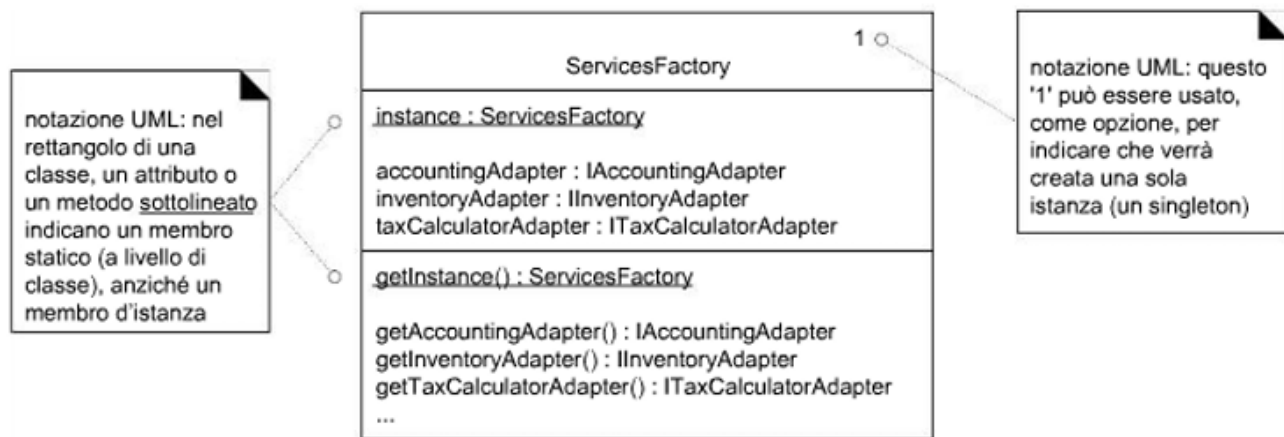 notazione UML: nel
rettangolo di una
classe, un attributo o
un metodo sottolineato
indicano un membro
statico (a livello di
classe), anziché un
membro d'istanza
1
ServicesFactory
instance : ServicesFactory
accountingAdapter : IAccountingAdapter
inventoryAdapter : IInventoryAdapter
taxCalculatorAdapter : ITaxCalculatorAdapter
getInstance() : ServicesFactory
getAccountingAdapter() : IAccountingAdapter
getInventoryAdapter() : IInventoryAdapter
getTaxCalculatorAdapter() : ITaxCalculatorAdapter
...
notazione UML: questo
'1' può essere usato,
come opzione, per
indicare che verrà
creata una sola
istanza (un singleton)